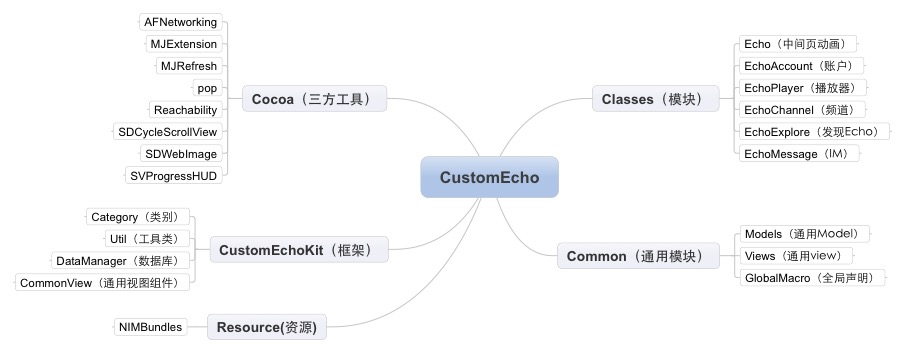 CustomEcho
Classes（模块）
Echo（中间页动画）
EchoAccount（账户）
EchoPlayer（播放器）
EchoChannel（频道）
EchoExplore（发现Echo）
EchoMessage（IM）
Common（通用模块）
Models（通用Model）
Views（通用view）
GlobalMacro（全局声明）
Cocoa（三方工具）
AFNetworking
MJExtension
MJRefresh
pop
Reachability
SDCycleScrollView
SDWebImage
SVProgressHUD
CustomEchoKit（框架）
Category（类别）
Util（工具类）
DataManager（数据库）
CommonView（通用视图组件）
Resource(资源)
NIMBundles